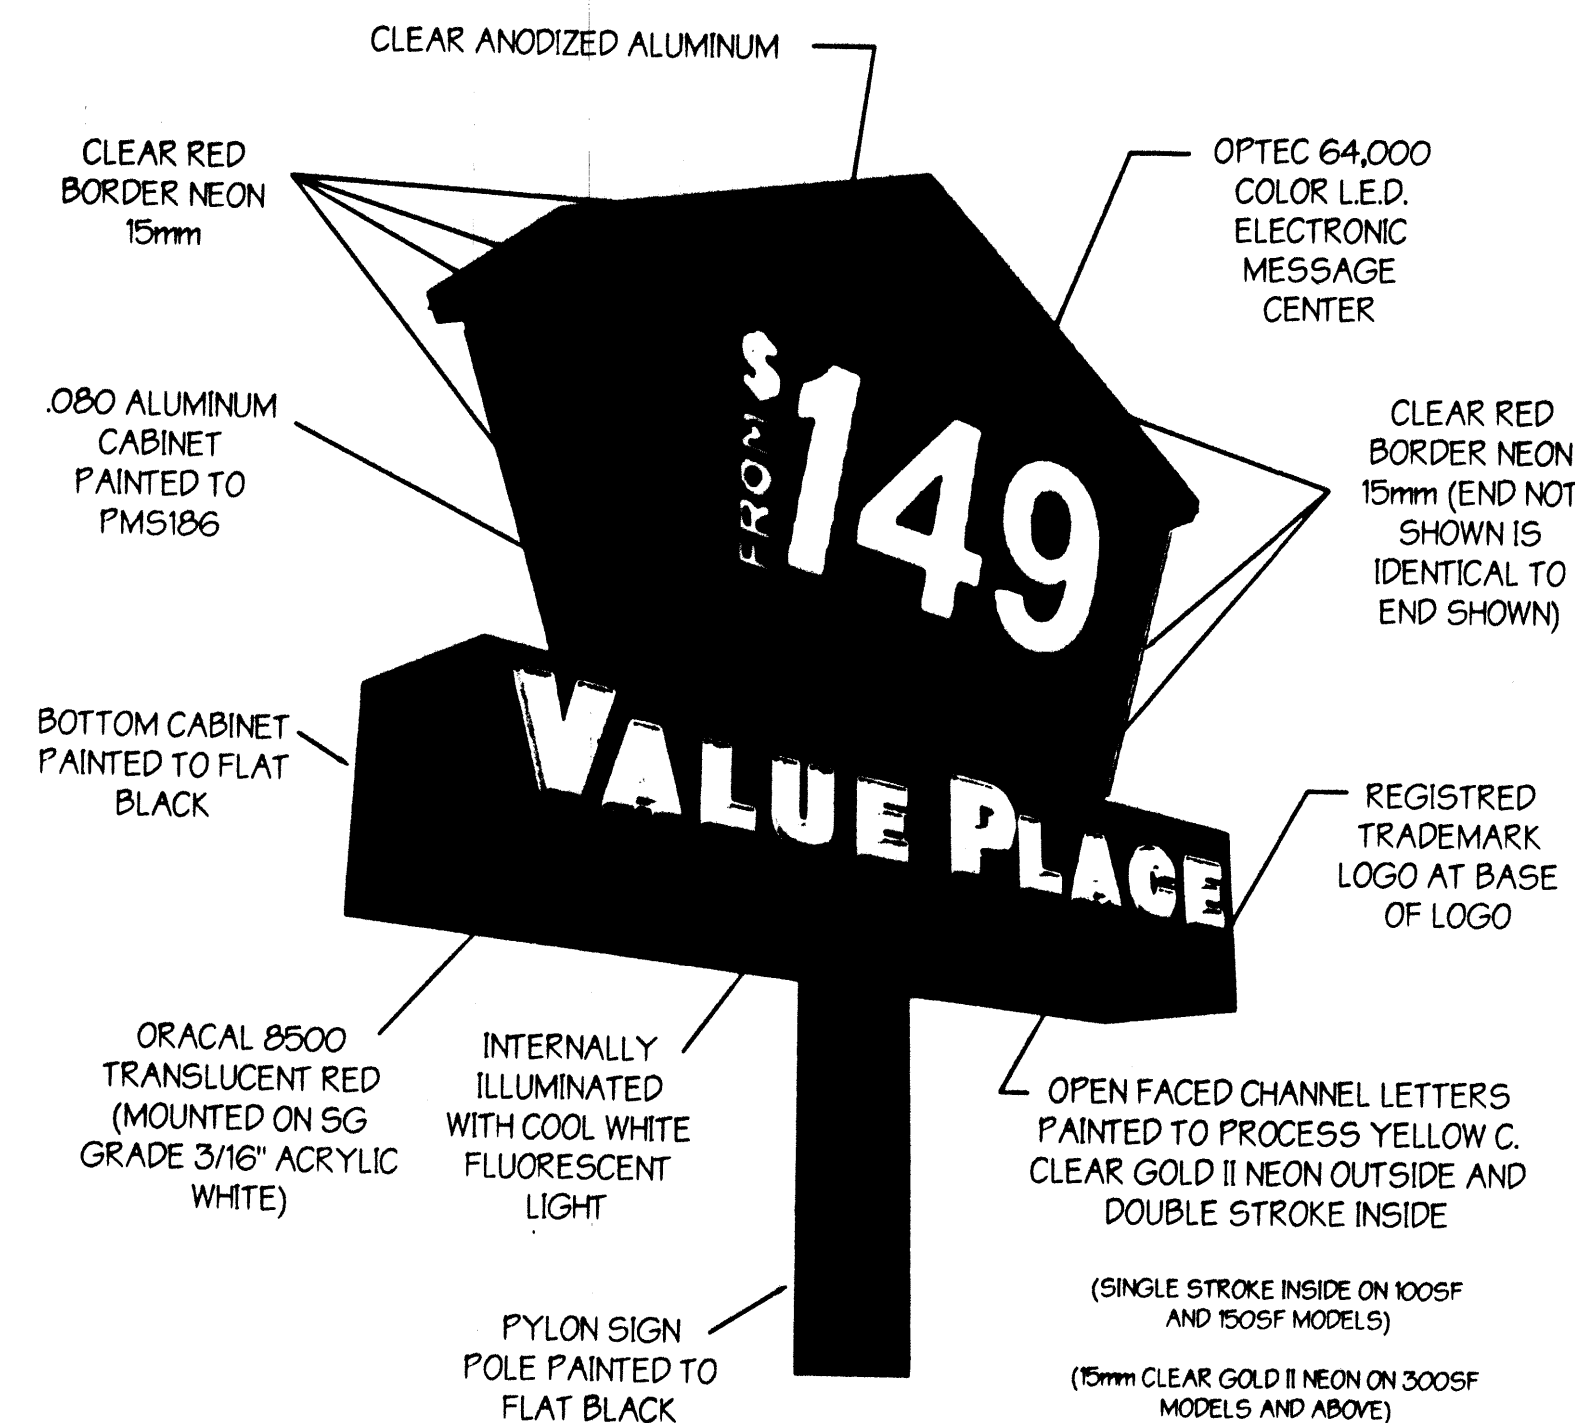 CLEAR ANODIZED ALUMINUM
CLEAR RED
BORDER NEON
15mm
OPTEC 64,000
COLOR L.E.D.
ELECTRONIC
MESSAGE
CENTER
.080 ALUMINUM
CABINET
PAINTED TO
PMS186
FROM $149
CLEAR RED
BORDER NEON
15mm (END NOT
SHOWN IS
IDENTICAL TO
END SHOWN)
BOTTOM CABINET
PAINTED TO FLAT
BLACK
VALUE PLACE
REGISTRED
TRADEMARK
LOGO AT BASE
OF LOGO
ORACAL 8500
TRANSLUCENT RED
(MOUNTED ON SG
GRADE 3/16" ACRYLIC
WHITE)
INTERNALLY
ILLUMINATED
WITH COOL WHITE
FLUORESCENT
LIGHT
OPEN FACED CHANNEL LETTERS
PAINTED TO PROCESS YELLOW C.
CLEAR GOLD II NEON OUTSIDE AND
DOUBLE STROKE INSIDE
(SINGLE STROKE INSIDE ON 100SF
AND 150SF MODELS)
(15mm CLEAR GOLD II NEON ON 300SF
MODELS AND ABOVE)
PYLON SIGN
POLE PAINTED TO
FLAT BLACK